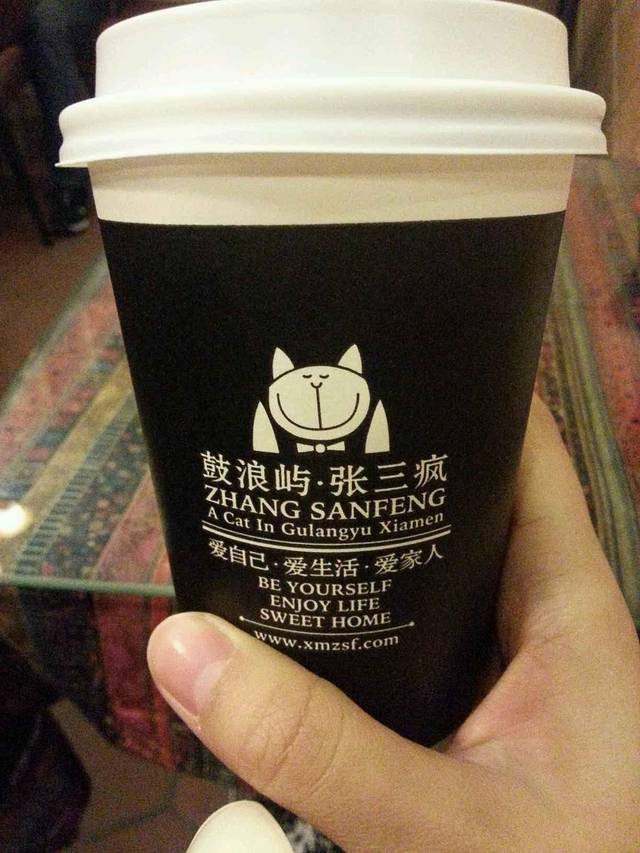 鼓浪屿·张三疯
ZHANG SANFENG
A Cat In Gulangyu Xiamen
爱自己·爱生活·爱家人
BE YOURSELF
ENJOY LIFE
SWEET HOME
www.xmzsf.com